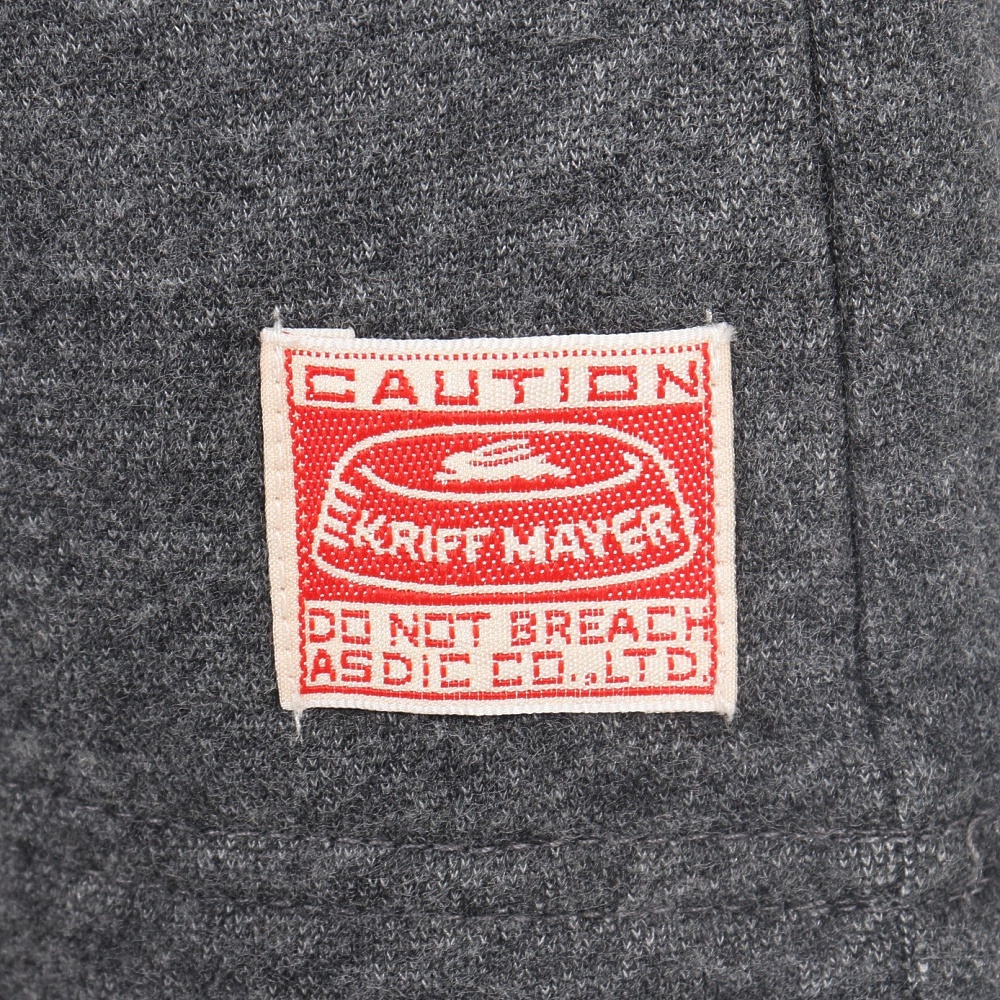 CAUTION
KRIFF MAYER
DO NOT BREACH
ASDIC CO.,LTD.